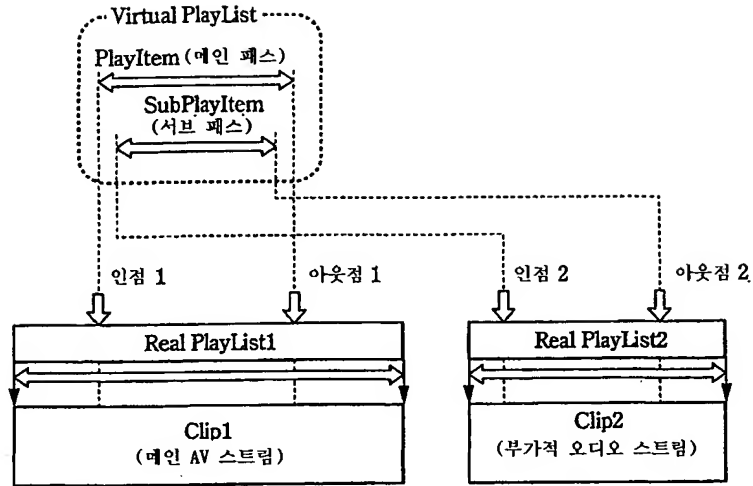 Virtual PlayList
PlayItem (메인 패스)
SubPlayItem
(서브 패스)
인점 1
아웃점 1
인점 2
아웃점 2
Real PlayList1
Real PlayList2
Clip1
(메인 AV 스트림)
Clip2
(부가적 오디오 스트림)